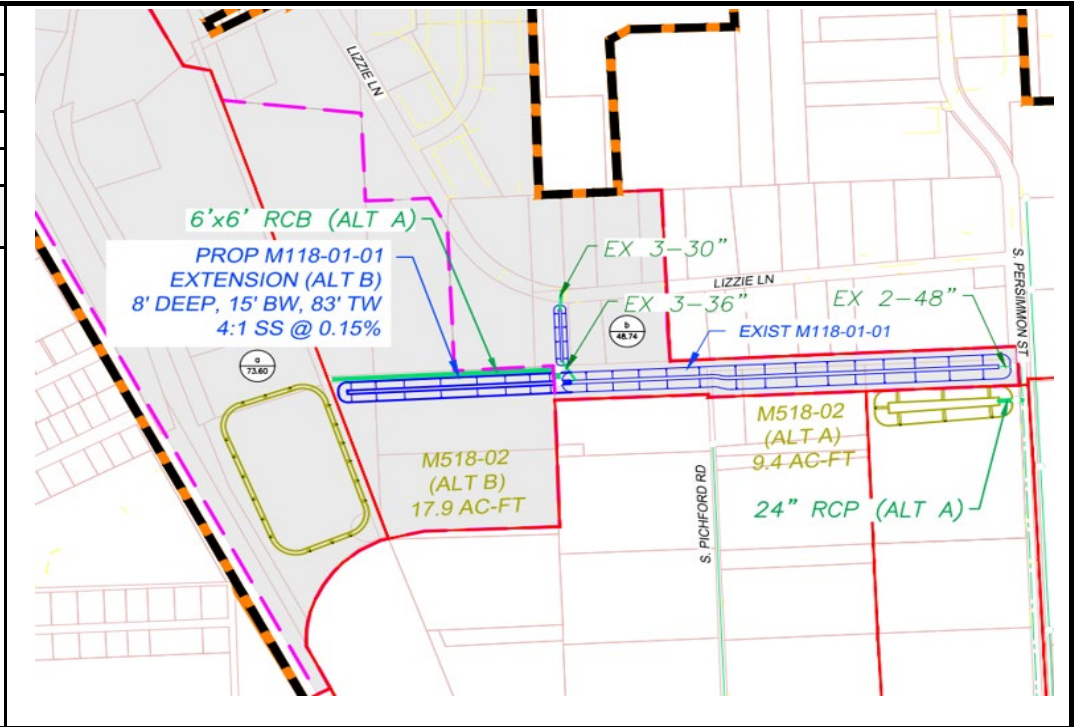 LIZZIE LN
6'x6' RCB (ALT A)
PROP M118-01-01
EXTENSION (ALT B)
8' DEEP, 15' BW, 83' TW
4:1 SS @ 0.15%
EX 3-30"
LIZZIE LN
S. PERSIMMON ST
EX 3-36"
EX 2-48"
b
48.74
EXIST M118-01-01
a
73.60
M518-02
(ALT B)
17.9 AC-FT
M518-02
(ALT A)
9.4 AC-FT
S. PICHFORD RD
24" RCP (ALT A)